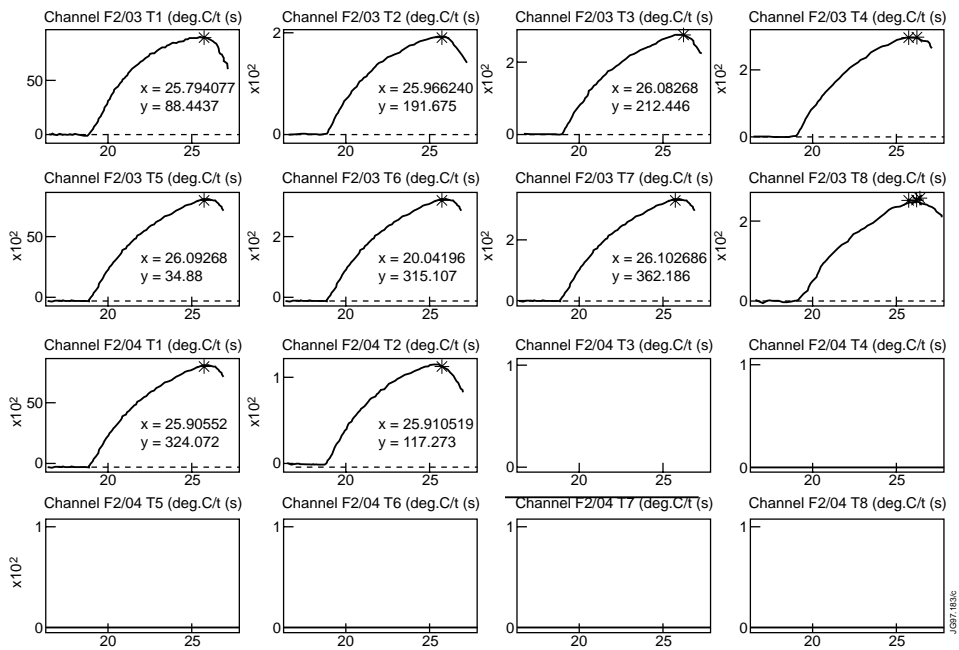 Channel F2/03 T1 (deg.C/t (s)
Channel F2/03 T2 (deg.C/t (s)
Channel F2/03 T3 (deg.C/t (s)
Channel F2/03 T4 (deg.C/t (s)
50
0
20
25
x = 25.794077
y = 88.4437
x10²
2
0
20
25
x = 25.966240
y = 191.675
x10²
2
0
20
25
x = 26.08268
y = 212.446
x10²
2
0
20
25
Channel F2/03 T5 (deg.C/t (s)
Channel F2/03 T6 (deg.C/t (s)
Channel F2/03 T7 (deg.C/t (s)
Channel F2/03 T8 (deg.C/t (s)
x10²
50
0
20
25
x = 26.09268
y = 34.88
x10²
2
0
20
25
x = 20.04196
y = 315.107
x10²
2
0
20
25
x = 26.102686
y = 362.186
x10²
2
0
20
25
Channel F2/04 T1 (deg.C/t (s)
Channel F2/04 T2 (deg.C/t (s)
Channel F2/04 T3 (deg.C/t (s)
Channel F2/04 T4 (deg.C/t (s)
x10²
50
0
20
25
x = 25.90552
y = 324.072
x10²
1
0
20
25
x = 25.910519
y = 117.273
1
0
20
25
1
0
20
25
Channel F2/04 T5 (deg.C/t (s)
Channel F2/04 T6 (deg.C/t (s)
Channel F2/04 T7 (deg.C/t (s)
Channel F2/04 T8 (deg.C/t (s)
x10²
1
0
20
25
1
0
20
25
1
0
20
25
1
0
20
25
JG97.183/c